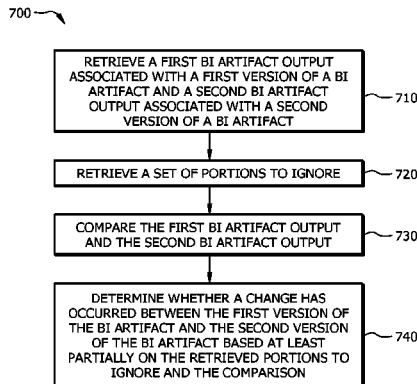 700
RETRIEVE A FIRST BI ARTIFACT OUTPUT
ASSOCIATED WITH A FIRST VERSION OF A BI
ARTIFACT AND A SECOND BI ARTIFACT
OUTPUT ASSOCIATED WITH A SECOND
VERSION OF A BI ARTIFACT
710
RETRIEVE A SET OF PORTIONS TO IGNORE
720
COMPARE THE FIRST BI ARTIFACT OUTPUT
AND THE SECOND BI ARTIFACT OUTPUT
730
DETERMINE WHETHER A CHANGE HAS
OCCURRED BETWEEN THE FIRST VERSION OF
THE BI ARTIFACT AND THE SECOND VERSION
OF THE BI ARTIFACT BASED AT LEAST
PARTIALLY ON THE RETRIEVED PORTIONS TO
IGNORE AND THE COMPARISON
740